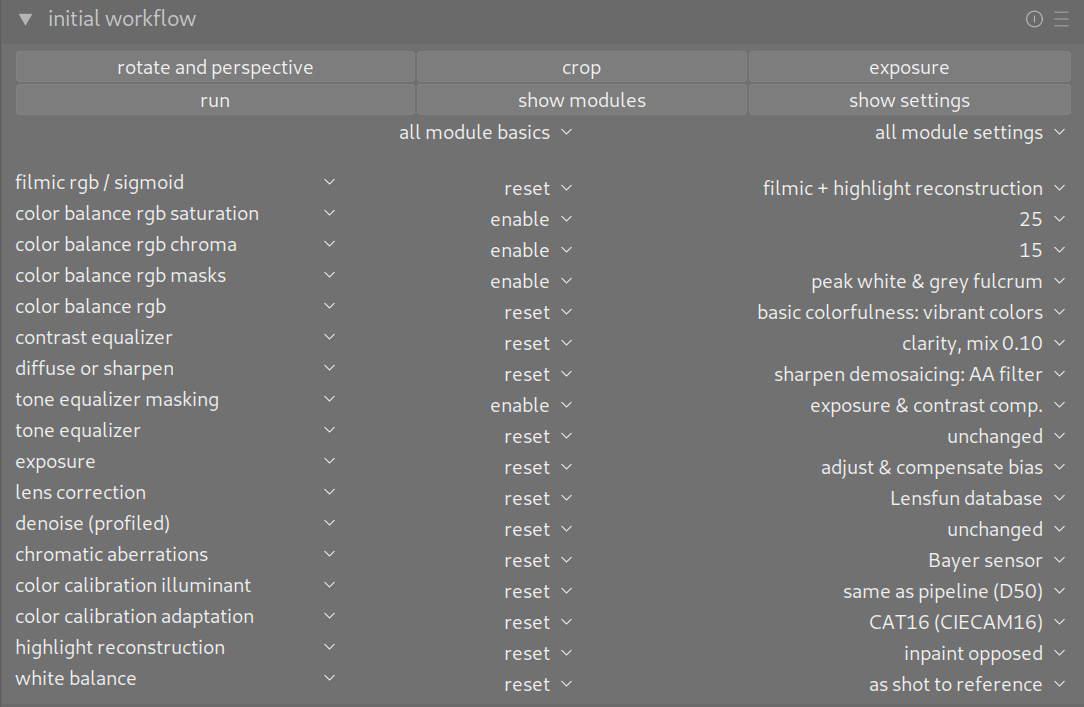 initial workflow
rotate and perspective crop exposure
run show modules show settings
all module basics all module settings
filmic rgb / sigmoid reset filmic + highlight reconstruction
color balance rgb saturation enable 25
color balance rgb chroma enable 15
color balance rgb masks enable peak white & grey fulcrum
color balance rgb reset basic colorfulness: vibrant colors
contrast equalizer reset clarity, mix 0.10
diffuse or sharpen reset sharpen demosaicing: AA filter
tone equalizer masking enable exposure & contrast comp.
tone equalizer reset unchanged
exposure reset adjust & compensate bias
lens correction reset Lensfun database
denoise (profiled) reset unchanged
chromatic aberrations reset Bayer sensor
color calibration illuminant reset same as pipeline (D50)
color calibration adaptation reset CAT16 (CIECAM16)
highlight reconstruction reset inpaint opposed
white balance reset as shot to reference